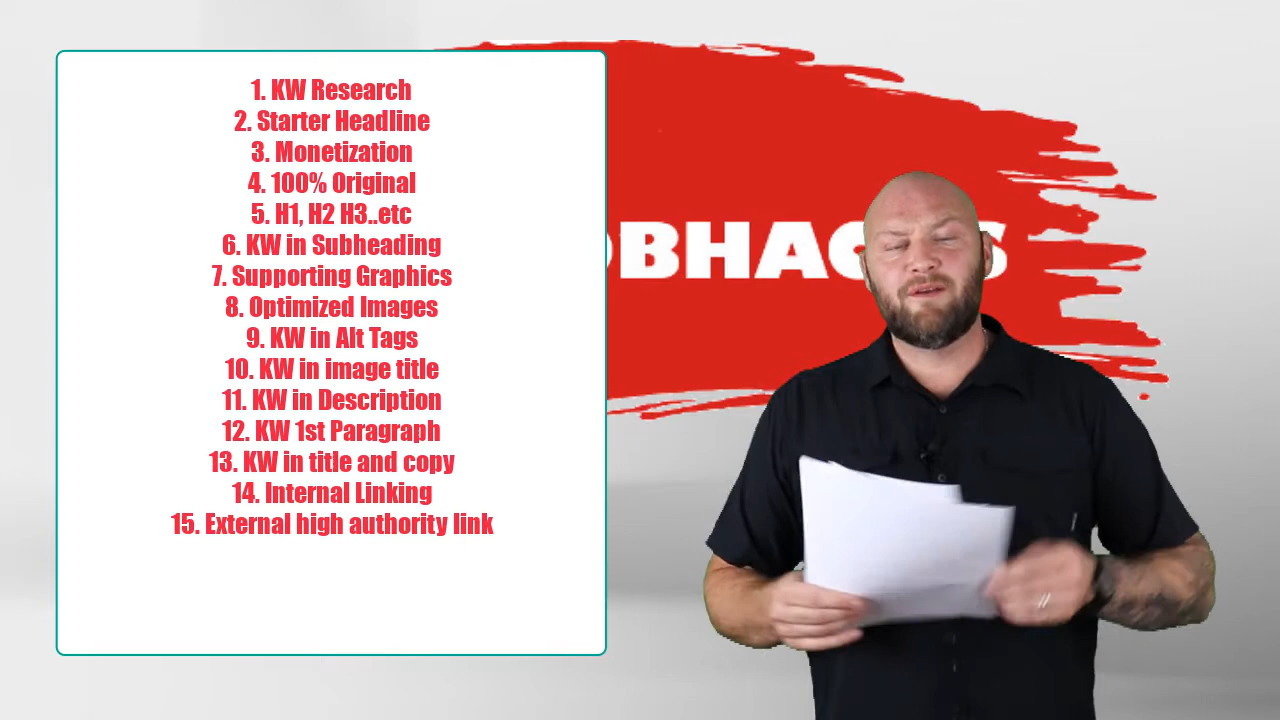 1. KW Research
2. Starter Headline
3. Monetization
4. 100% Original
5. H1, H2 H3..etc
6. KW in Subheading
7. Supporting Graphics
8. Optimized Images
9. KW in Alt Tags
10. KW in image title
11. KW in Description
12. KW 1st Paragraph
13. KW in title and copy
14. Internal Linking
15. External high authority link